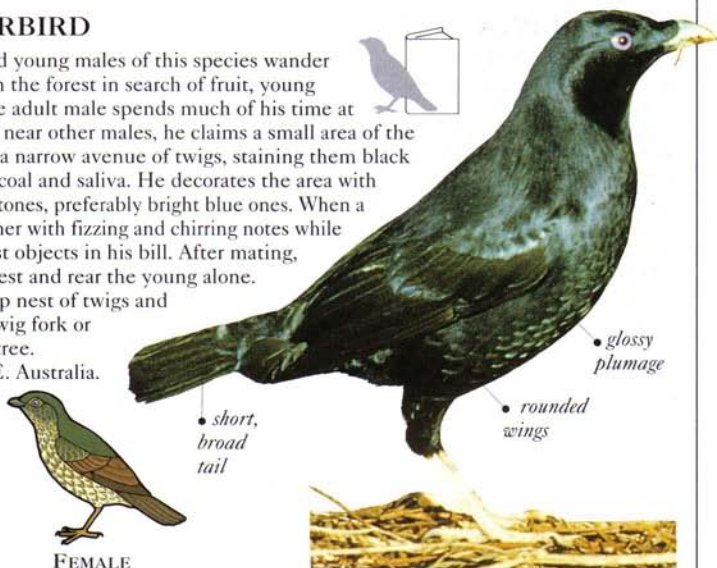 RBIRD
d young males of this species wander
n the forest in search of fruit, young
e adult male spends much of his time at
near other males, he claims a small area of the
a narrow avenue of twigs, staining them black
coal and saliva. He decorates the area with
tones, preferably bright blue ones. When a
her with fizzing and chirring notes while
st objects in his bill. After mating,
est and rear the young alone.
p nest of twigs and
wig fork or
tree.
E. Australia.
glossy
plumage
rounded
wings
short,
broad
tail
FEMALE